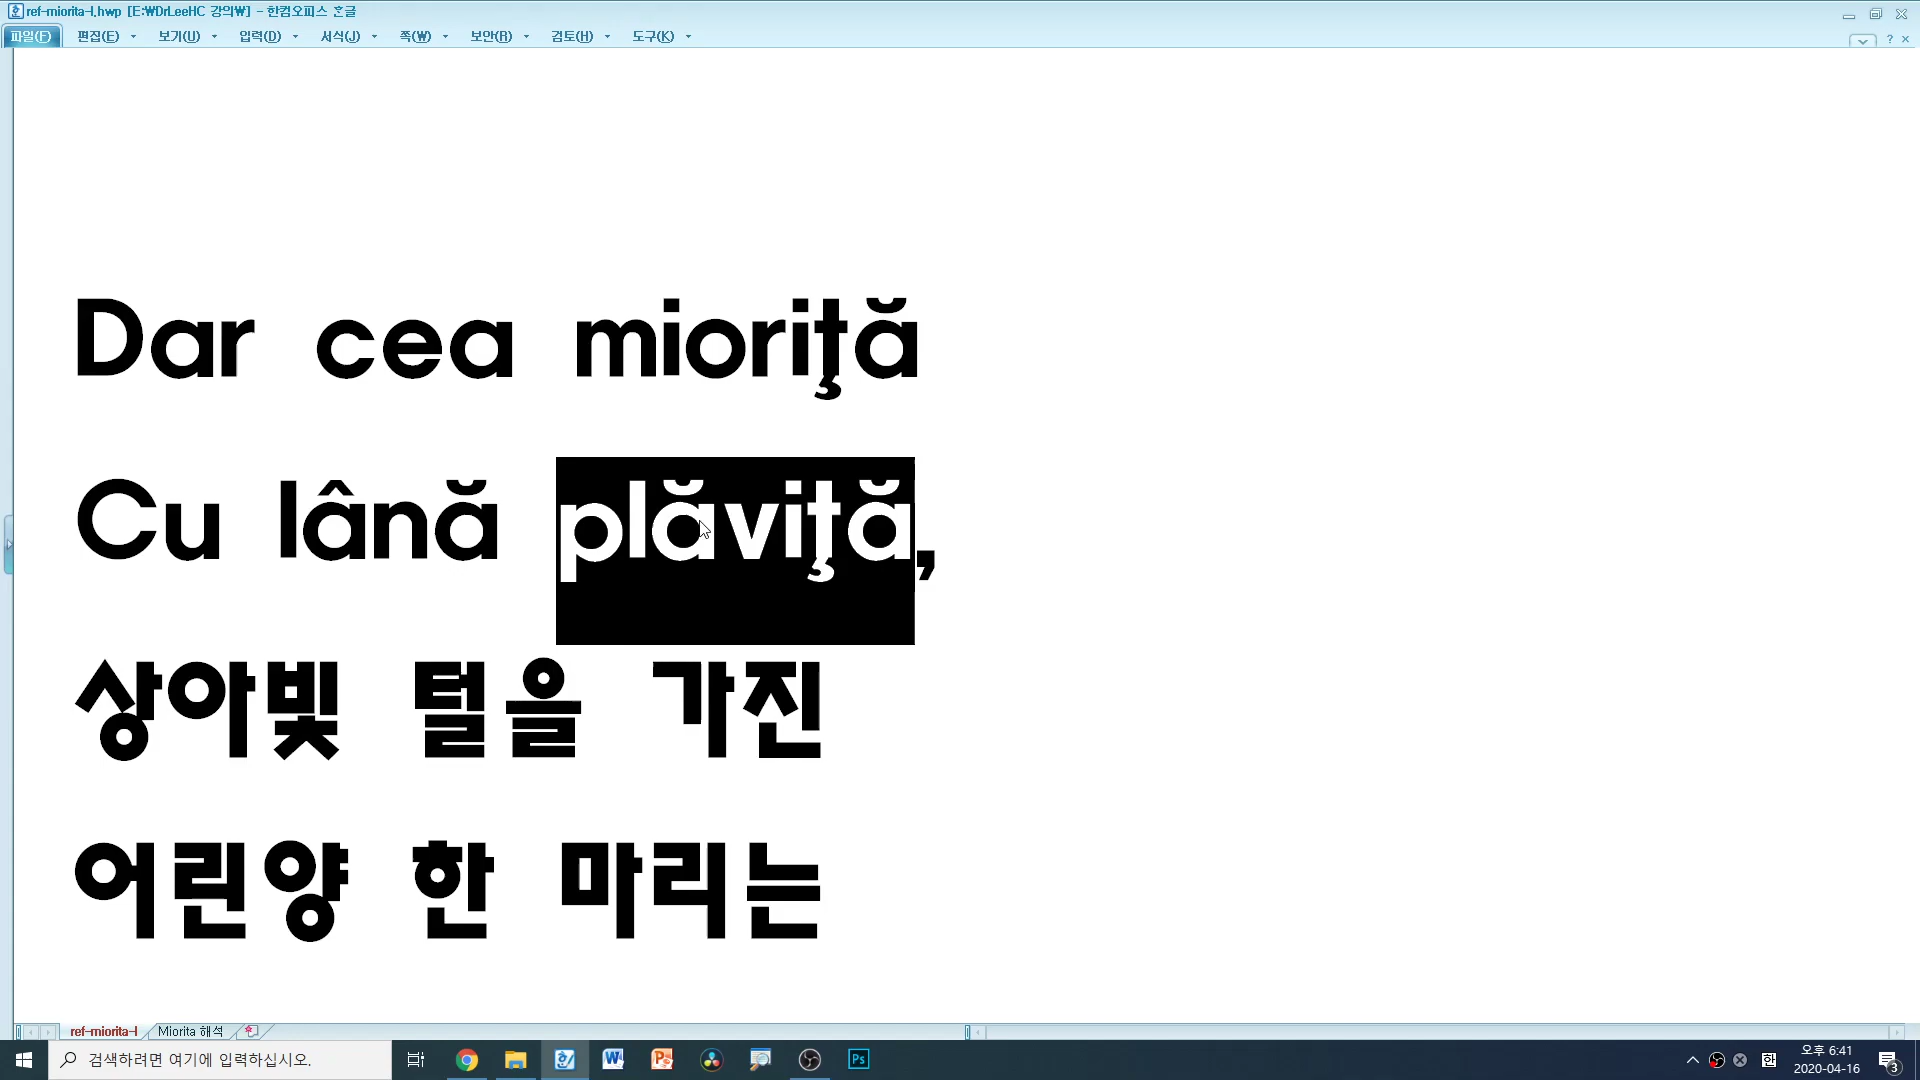 ref-miorita-I.hwp [E:₩DrLeeHC 강의₩] - 한컴오피스 ᄒᆞᆫ글
파일(F) 편집(E) 보기(U) 입력(D) 서식(J) 쪽(W) 보안(R) 검토(H) 도구(K)
Dar cea mioriţă
Cu lână plăviţă,
상아빛 털을 가진
어린양 한 마리는
ref-miorita-I Miorita 해석
검색하려면 여기에 입력하십시오.
한
오후 6:41
2020-04-16
3